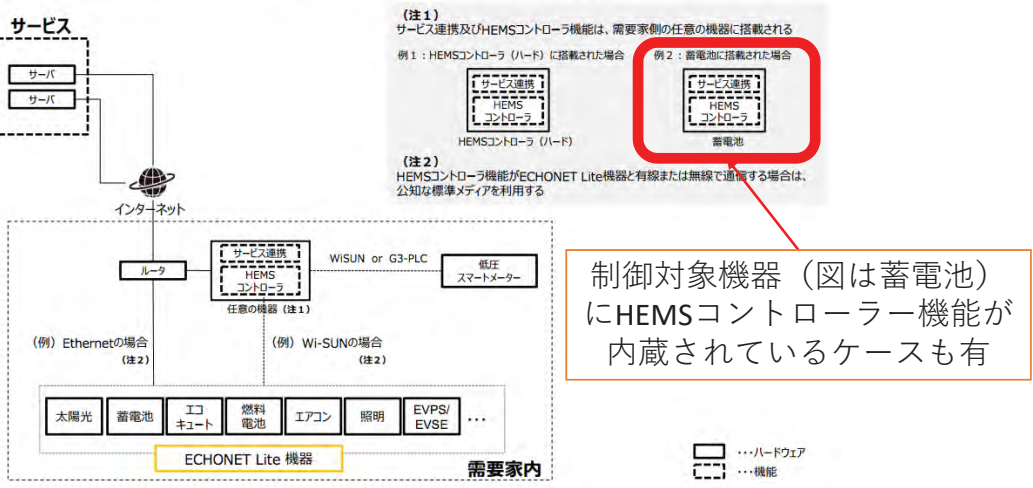 サービス
サーバ
サーバ
インターネット
(注1)
サービス連携及びHEMSコントローラ機能は、需要家側の任意の機器に搭載される
例1:HEMSコントローラ(ハード)に搭載された場合
サービス連携
HEMS
コントローラ
HEMSコントローラ(ハード)
例2:蓄電池に搭載された場合
サービス連携
HEMS
コントローラ
蓄電池
(注2)
HEMSコントローラ機能がECHONET Lite機器と有線または無線で通信する場合は、
公知な標準メディアを利用する
ルータ
サービス連携
HEMS
コントローラ
任意の機器(注1)
WiSUN or G3-PLC
低圧
スマートメーター
(例)Ethernetの場合
(注2)
(例)Wi-SUNの場合
(注2)
太陽光
蓄電池
エコ
キュート
燃料
電池
エアコン
照明
EVPS/
EVSE
・・・
ECHONET Lite 機器
需要家内
制御対象機器(図は蓄電池)
にHEMSコントローラー機能が
内蔵されているケースも有
・・・ハードウェア
・・・機能